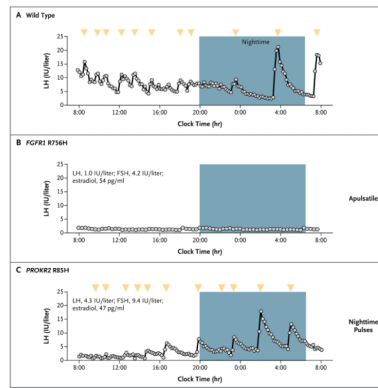 A Wild Type
Nighttime
25
20
15
10
5
0
LH (IU/liter)
8:00 12:00 16:00 20:00 0:00 4:00 8:00
Clock Time (hr)
B FGFR1 R756H
25
20
15
10
5
0
LH (IU/liter)
LH, 1.0 IU/liter; FSH, 4.2 IU/liter;
estradiol, 54 pg/ml
Apulsatile
8:00 12:00 16:00 20:00 0:00 4:00 8:00
Clock Time (hr)
C PROKR2 R85H
25
20
15
10
5
0
LH (IU/liter)
LH, 4.3 IU/liter; FSH, 9.4 IU/liter;
estradiol, 47 pg/ml
Nighttime
Pulses
8:00 12:00 16:00 20:00 0:00 4:00 8:00
Clock Time (hr)